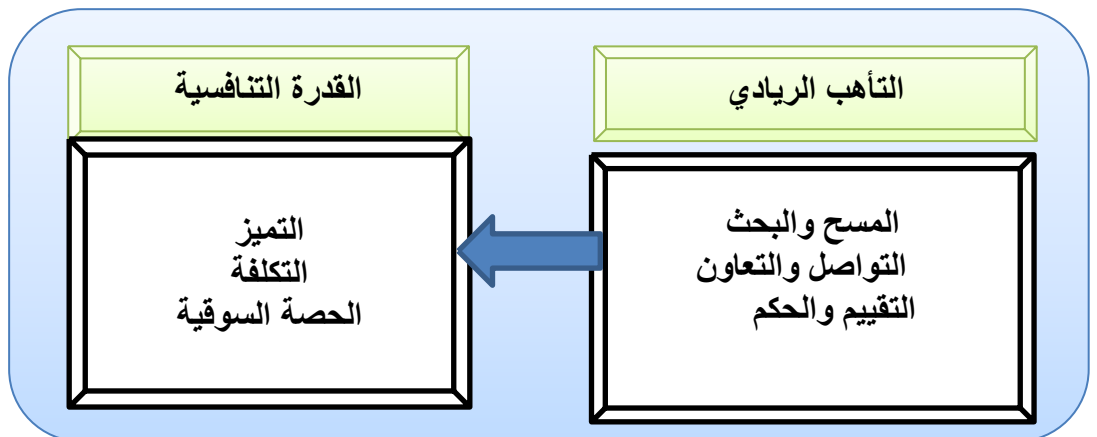 التأهب الريادي
المسح والبحث
التواصل والتعاون
التقييم والحكم
القدرة التنافسية
التميز
التكلفة
الحصة السوقية